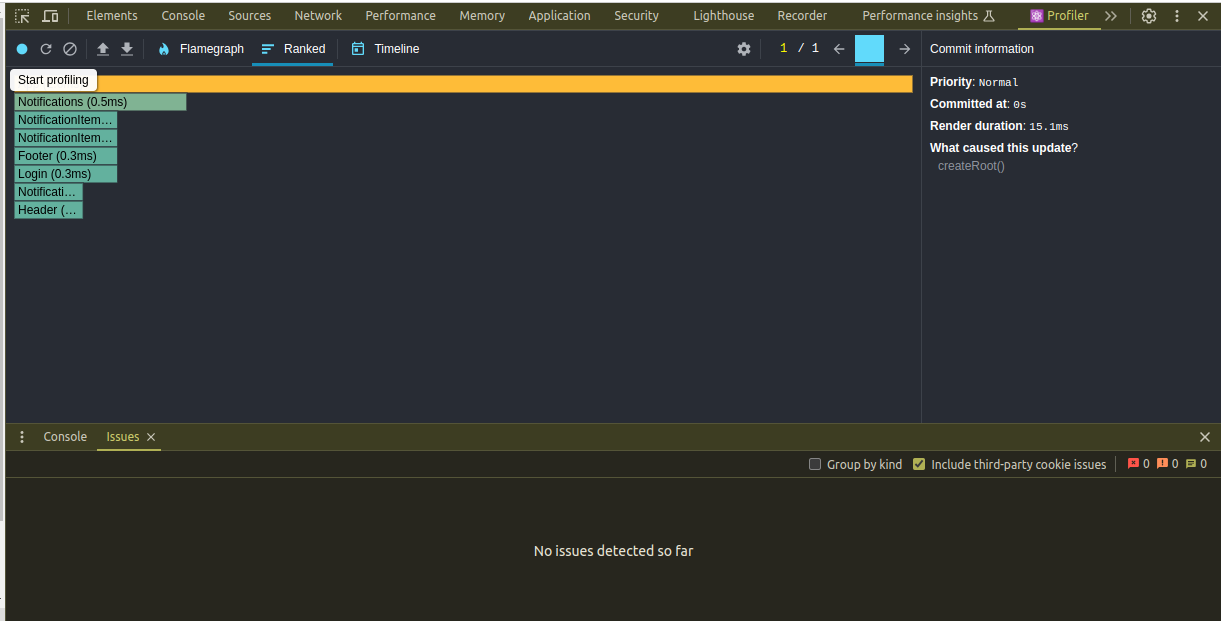 Elements Console Sources Network Performance Memory Application Security Lighthouse Recorder Performance insights Profiler
Flamegraph Ranked Timeline 1 / 1 Commit information
Start profiling
Priority: Normal
Notifications (0.5ms)
Committed at: 0s
NotificationItem...
Render duration: 15.1ms
NotificationItem...
What caused this update?
Footer (0.3ms)
createRoot()
Login (0.3ms)
Notificati...
Header (...
Console Issues
Group by kind Include third-party cookie issues 0 0 0
No issues detected so far